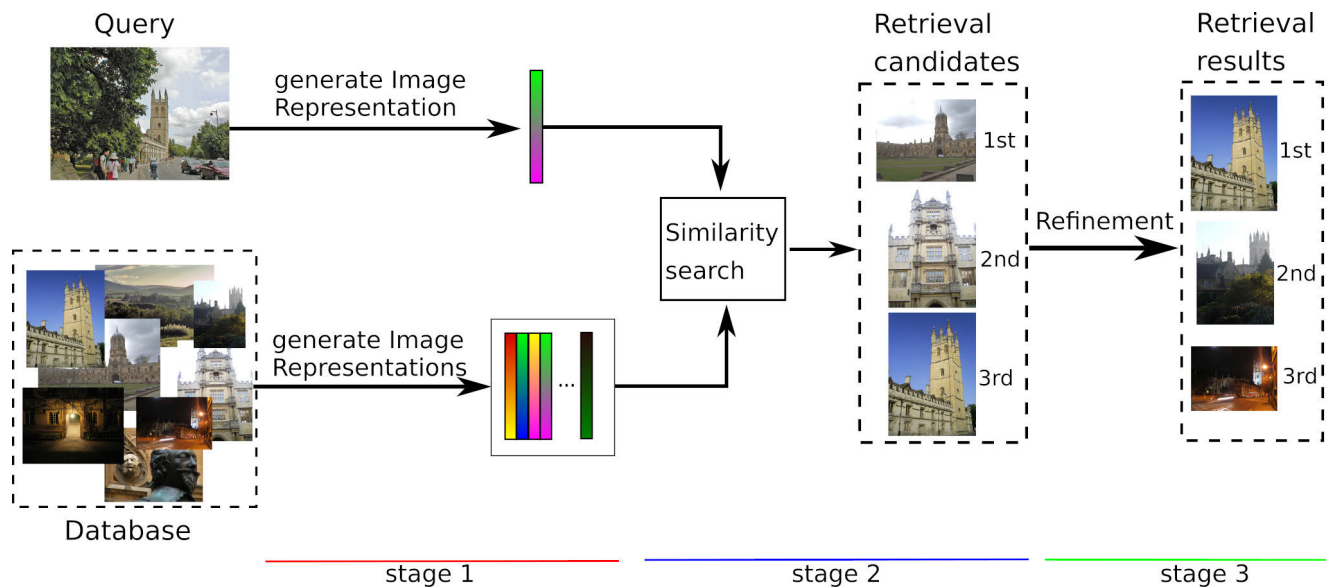 Query
generate Image
Representation
Retrieval
candidates
Retrieval
results
1st
1st
Similarity
search
Refinement
2nd
2nd
generate Image
Representations
...
3rd
3rd
Database
stage 1
stage 2
stage 3